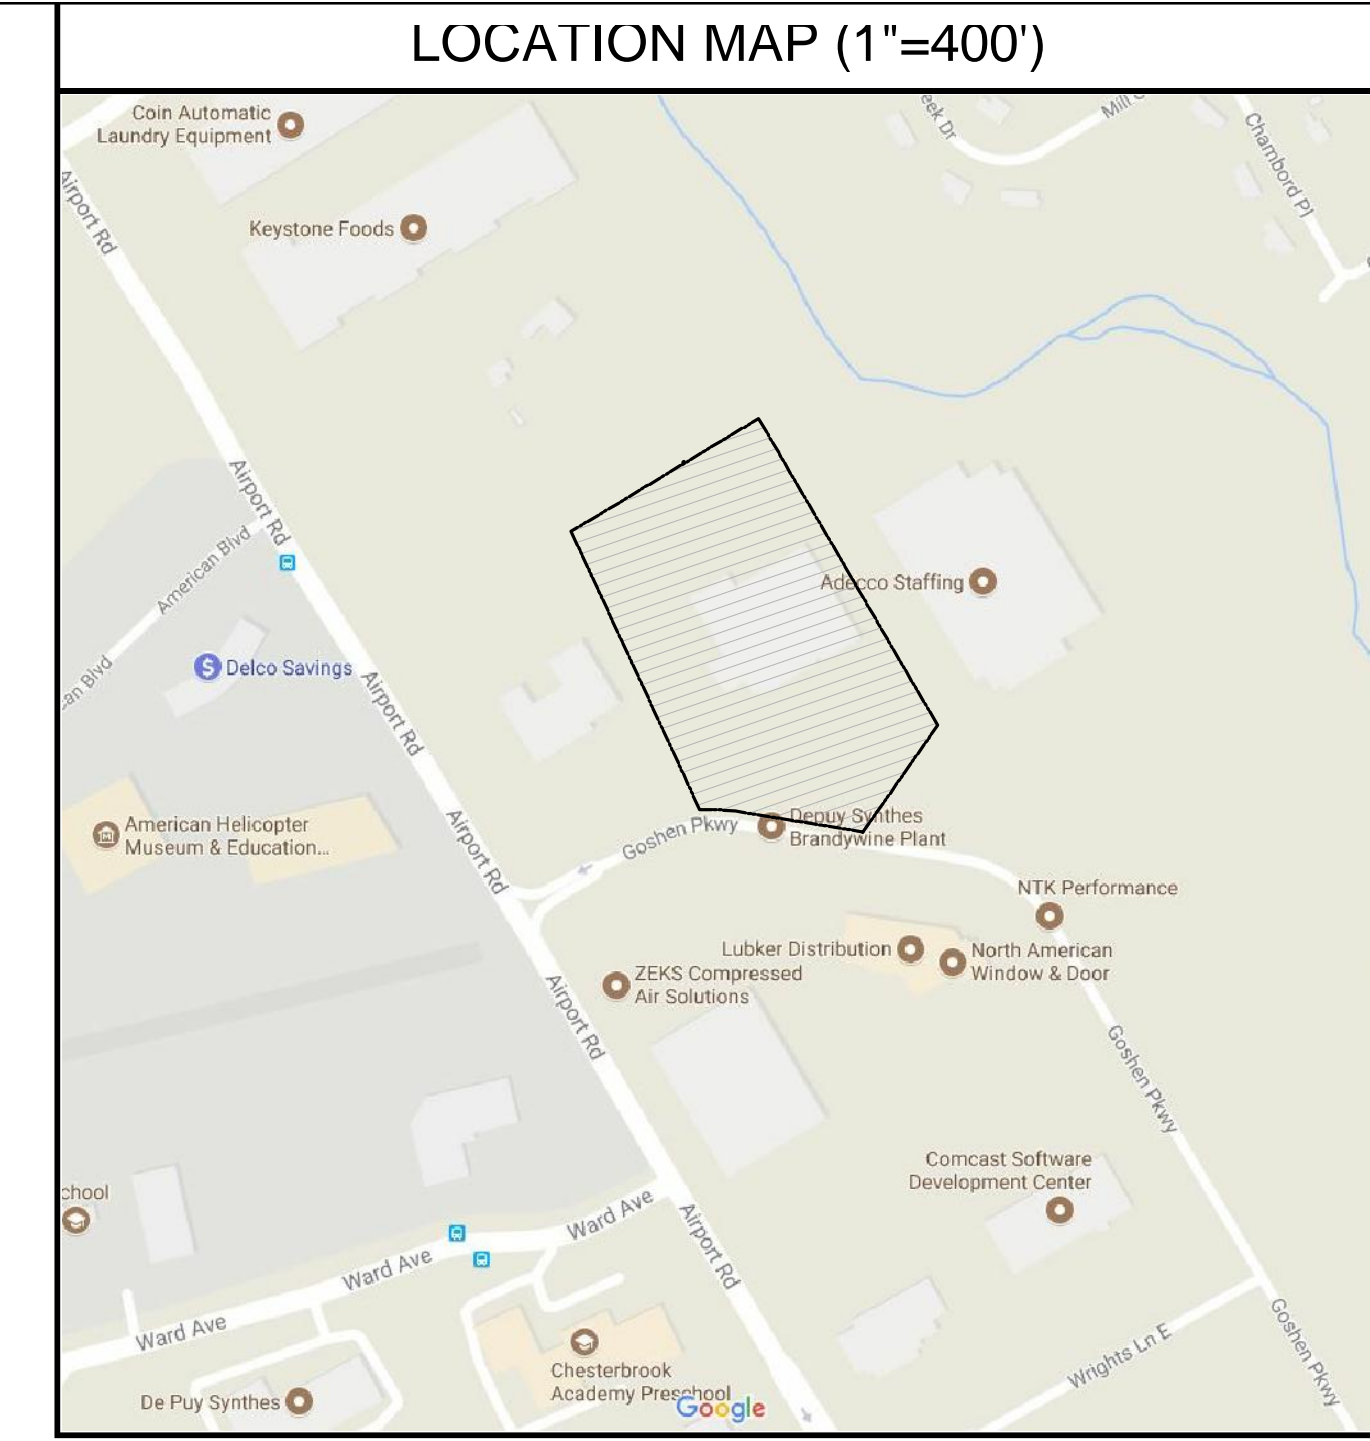 LOCATION MAP (1"=400')
Coin Automatic
Laundry Equipment
eek Dr
Chambord Pl
Airport Rd
Keystone Foods
Airport Rd
American Blvd
Adecco Staffing
Delco Savings
an Blvd
Airport Rd
American Helicopter
Museum & Education...
Airport Rd
Goshen Pkwy
Depuy Synthes
Brandywine Plant
NTK Performance
Lubker Distribution
North American
Window & Door
ZEKS Compressed
Air Solutions
Airport Rd
Goshen Pkwy
Comcast Software
Development Center
chool
Ward Ave
Airport Rd
Ward Ave
Ward Ave
Wrights Ln E
Goshen Pkwy
Chesterbrook
Academy Preschool
De Puy Synthes
Google